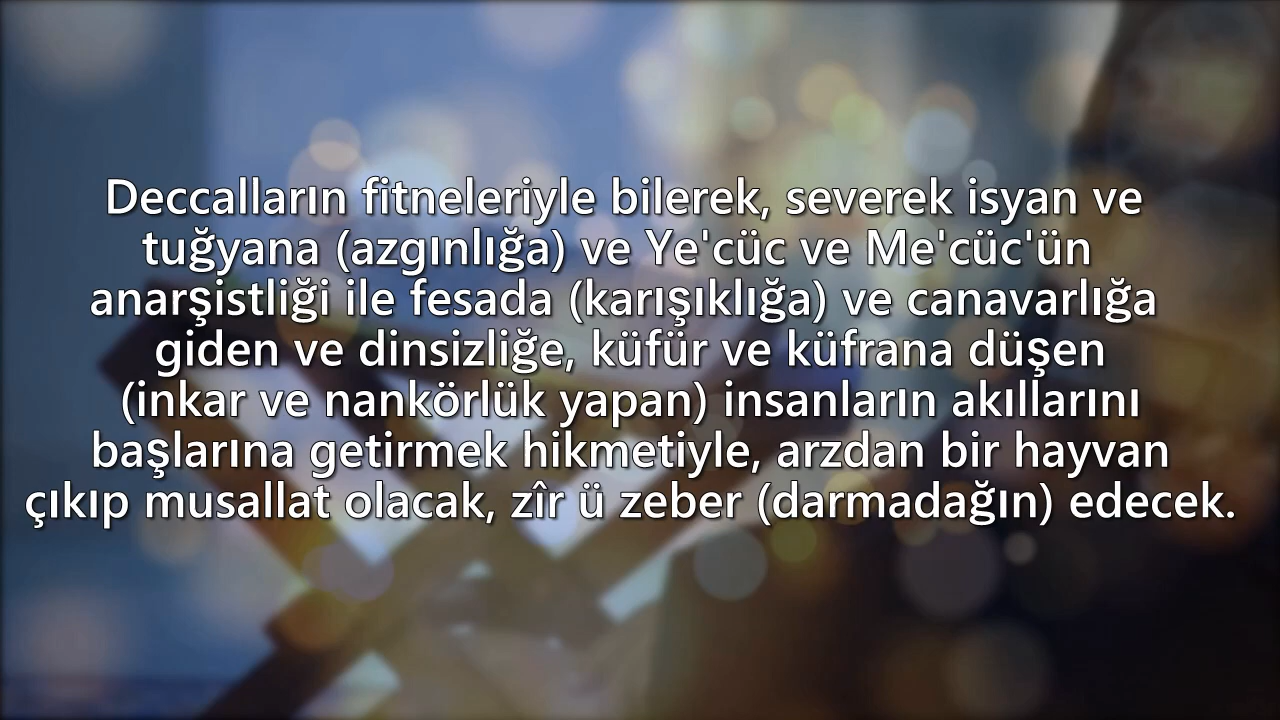 Deccalların fitneleriyle bilerek, severek isyan ve
tuğyana (azgınlığa) ve Ye'cüc ve Me'cüc'ün
anarşistliği ile fesada (karışıklığa) ve canavarlığa
giden ve dinsizliğe, küfür ve küfrana düşen
(inkar ve nankörlük yapan) insanların akıllarını
başlarına getirmek hikmetiyle, arzdan bir hayvan
çıkıp musallat olacak, zîr ü zeber (darmadağın) edecek.